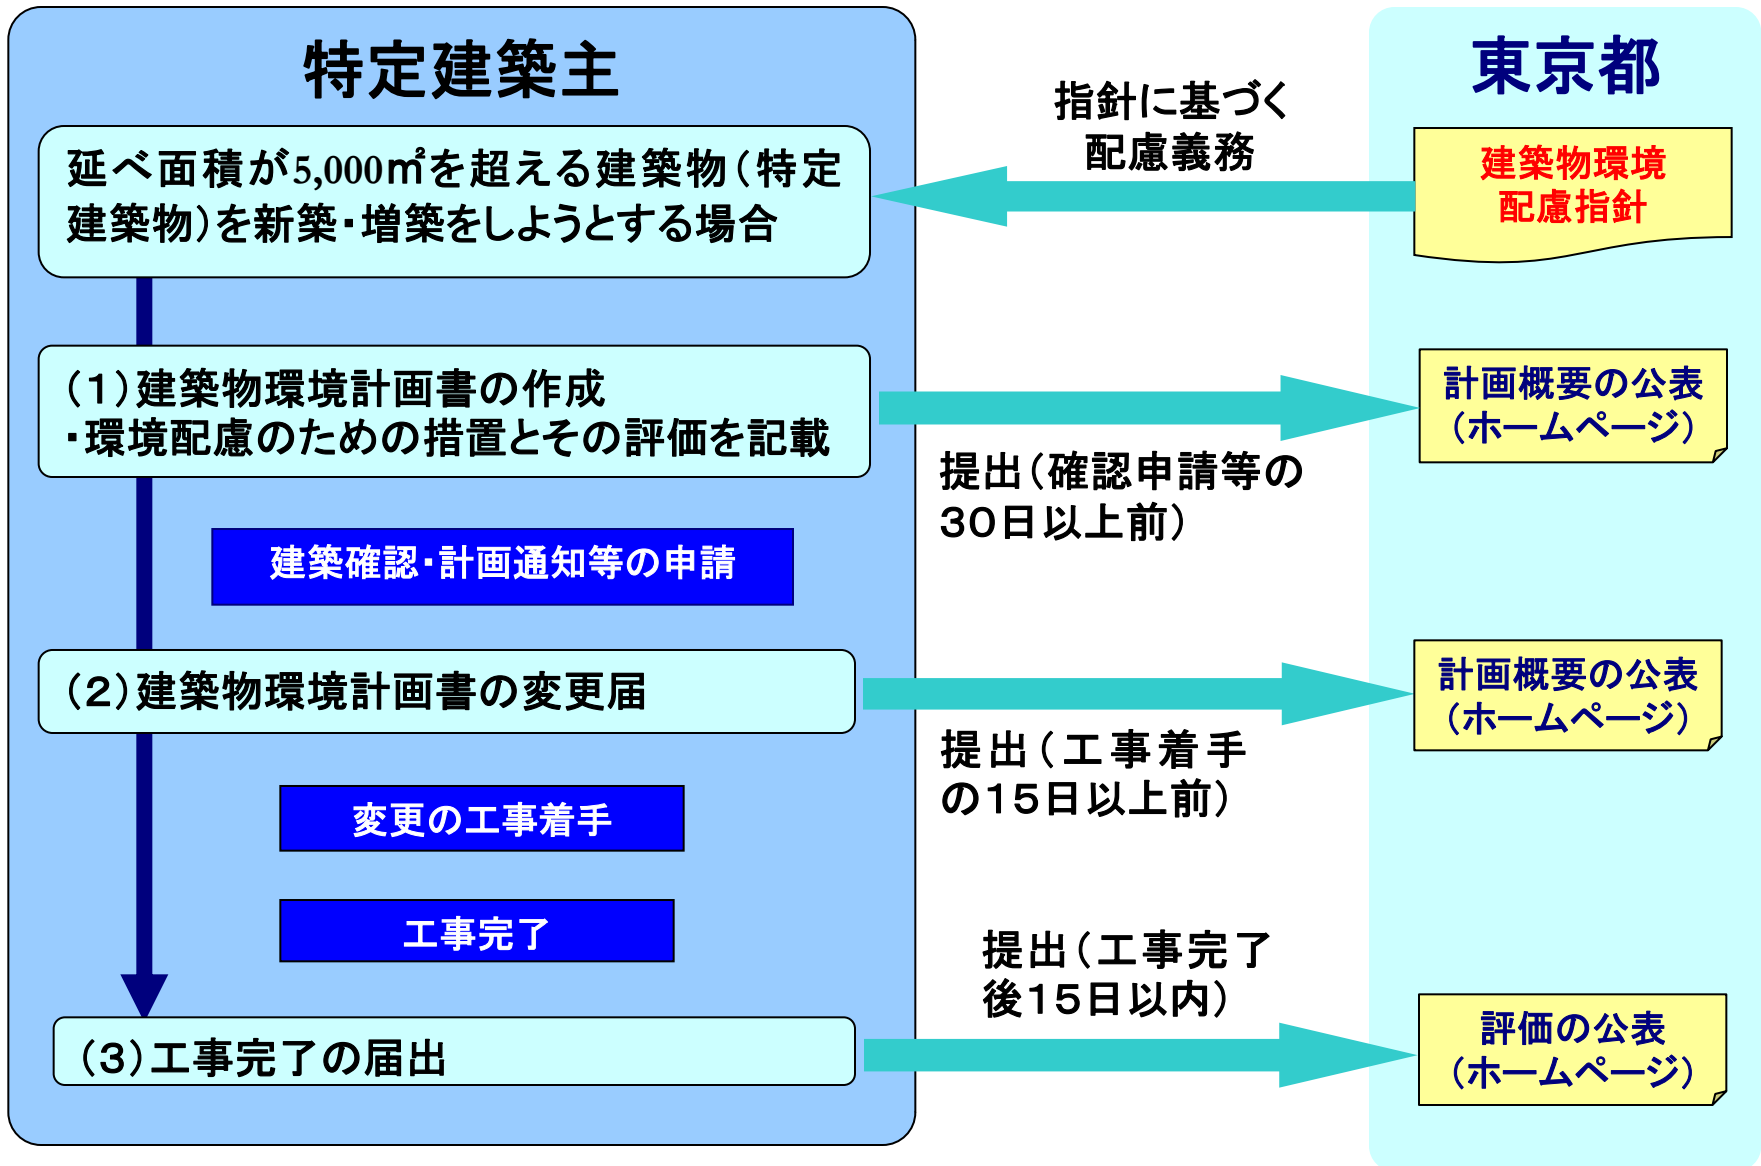 特定建築主
延べ面積が5,000㎡を超える建築物（特定
建築物）を新築・増築をしようとする場合
（１）建築物環境計画書の作成
・環境配慮のための措置とその評価を記載
建築確認・計画通知等の申請
（２）建築物環境計画書の変更届
変更の工事着手
工事完了
（３）工事完了の届出
指針に基づく
配慮義務
提出（確認申請等の
３０日以上前）
提出（工事着手
の１５日以上前）
提出（工事完了
後１５日以内）
東京都
建築物環境
配慮指針
計画概要の公表
（ホームページ）
計画概要の公表
（ホームページ）
評価の公表
（ホームページ）